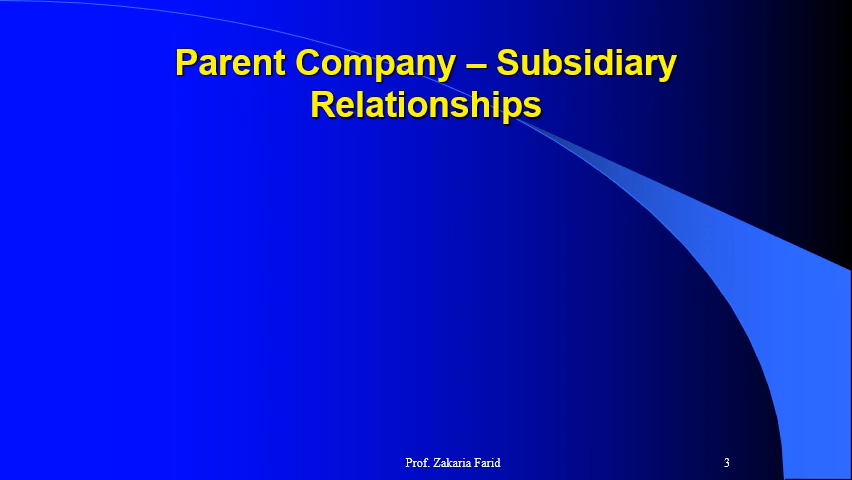 Parent Company – Subsidiary
Relationships
Prof. Zakaria Farid
3